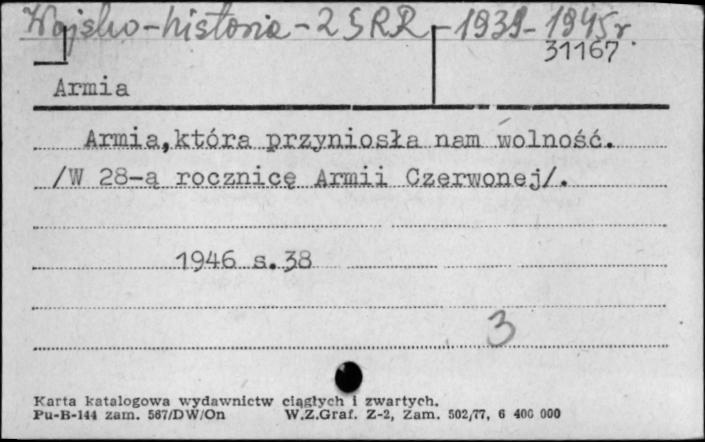 Wojsko-historia-ZSRR-1939-1945r
31167
Armia
Armia,która przyniosła nam wolność.
/W 28-ą rocznicę Armii Czerwonej/.
1946 s.38
3
Karta katalogowa wydawnictw ciągłych i zwartych.
Pu-B-144 zam. 567/DW/On W.Z.Graf. Z-2, Zam. 502/77, 6 400 000